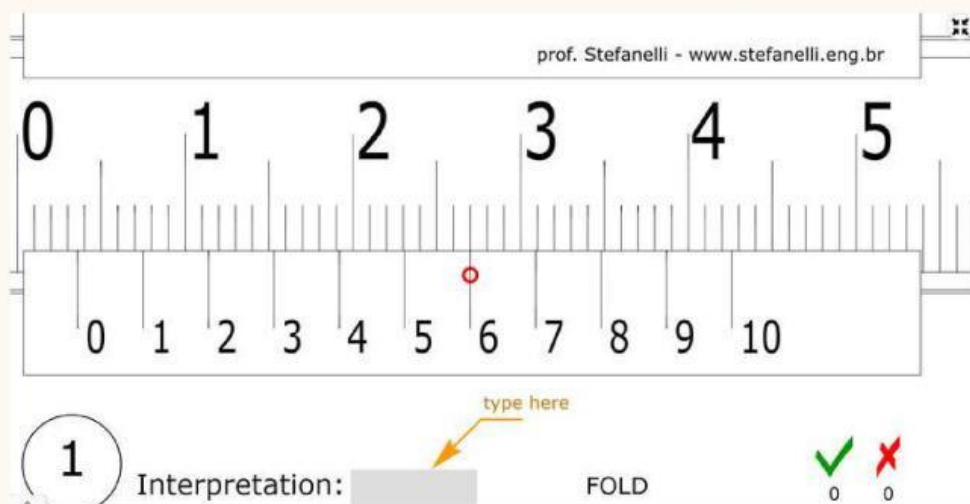 prof. Stefanelli - www.stefanelli.eng.br
0 1 2 3 4 5
0 1 2 3 4 5 6 7 8 9 10
type here
1
Interpretation:
FOLD
0 0